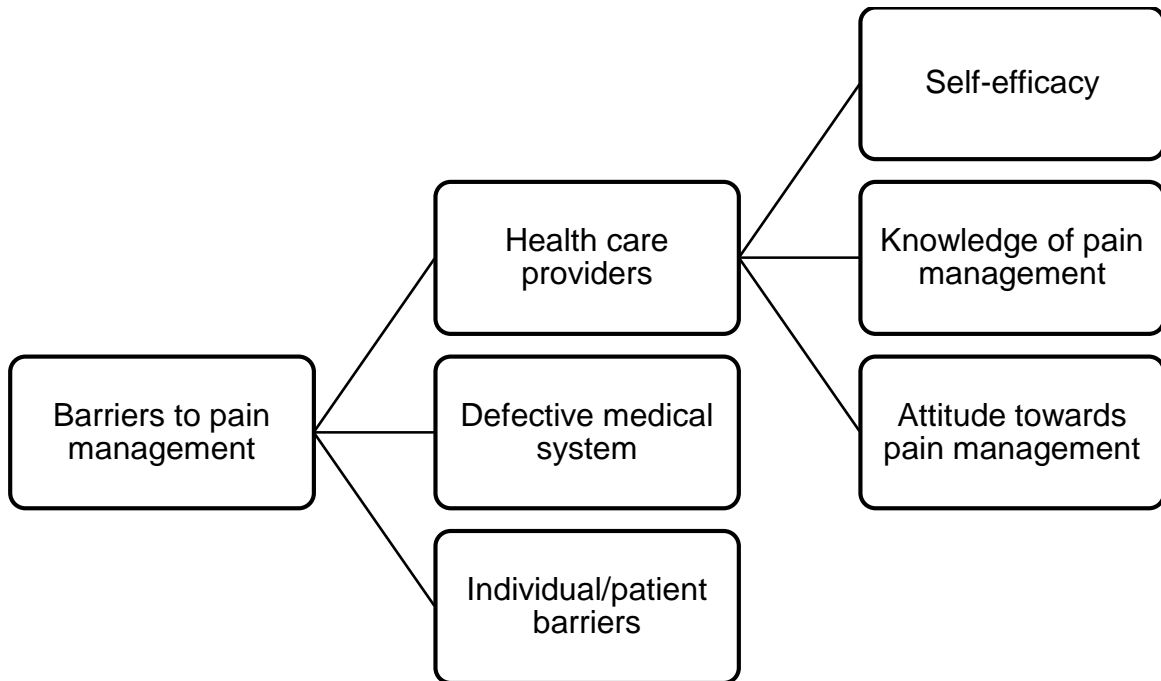 Self-efficacy
Health care
providers
Knowledge of pain
management
Barriers to pain
management
Defective medical
system
Attitude towards
pain management
Individual/patient
barriers